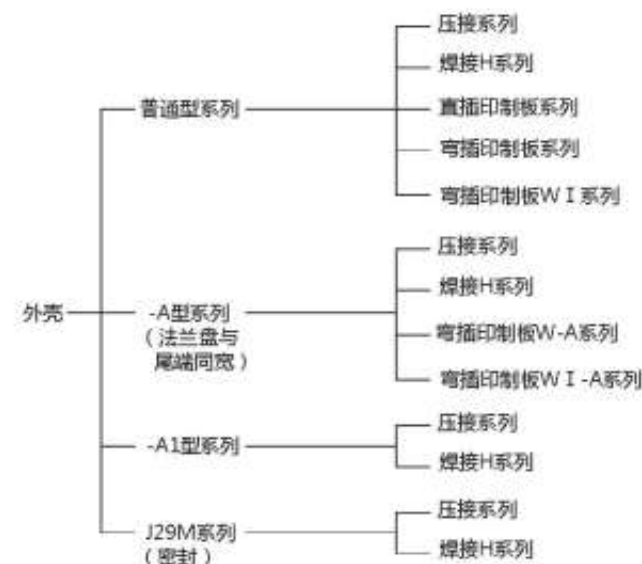 外壳
普通型系列
压接系列
焊接H系列
直插印制板系列
弯插印制板系列
弯插印制板WⅠ系列
-A型系列
（法兰盘与
尾端同宽）
压接系列
焊接H系列
弯插印制板W-A系列
弯插印制板WⅠ-A系列
-A1型系列
压接系列
焊接H系列
J29M系列
（密封）
压接系列
焊接H系列